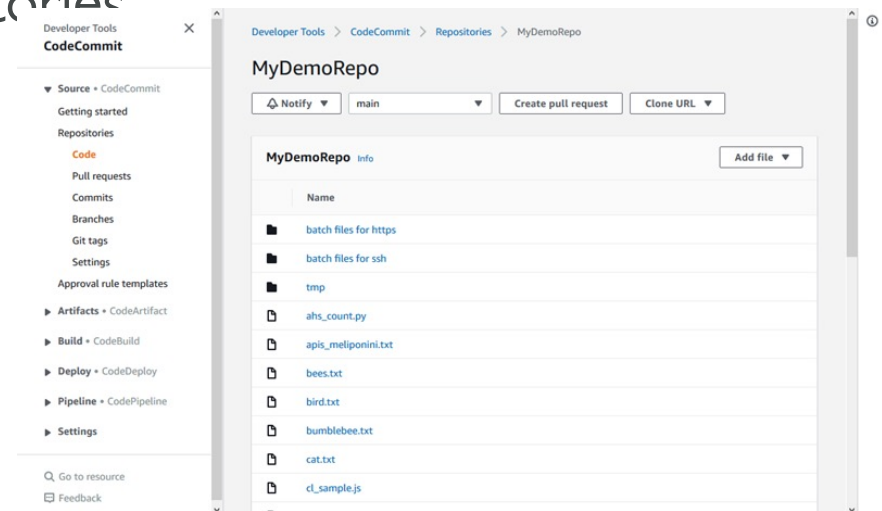 Developer Tools
CodeCommit
Source • CodeCommit
Getting started
Repositories
Code
Pull requests
Commits
Branches
Git tags
Settings
Approval rule templates
Artifacts • CodeArtifact
Build • CodeBuild
Deploy • CodeDeploy
Pipeline • CodePipeline
Settings
Go to resource
Feedback
Developer Tools > CodeCommit > Repositories > MyDemoRepo
MyDemoRepo
Notify main Create pull request Clone URL
MyDemoRepo Info Add file
Name
batch files for https
batch files for ssh
tmp
ahs_count.py
apis_meliponini.txt
bees.txt
bird.txt
bumblebee.txt
cat.txt
cl_sample.js